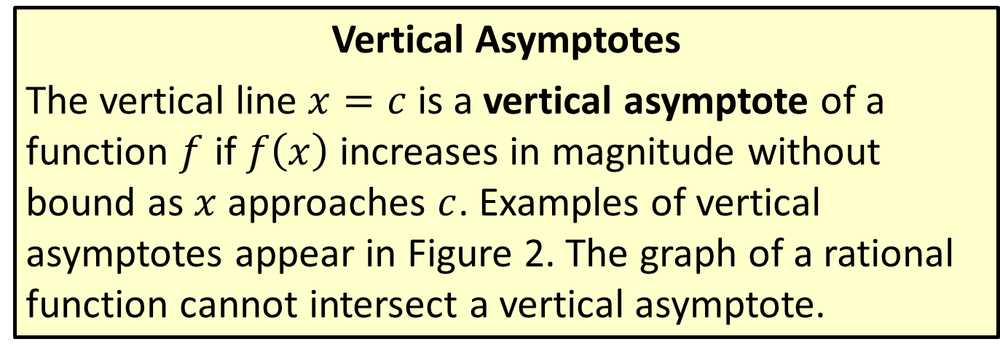 Vertical Asymptotes
The vertical line x = c is a vertical asymptote of a
function f if f(x) increases in magnitude without
bound as x approaches c. Examples of vertical
asymptotes appear in Figure 2. The graph of a rational
function cannot intersect a vertical asymptote.